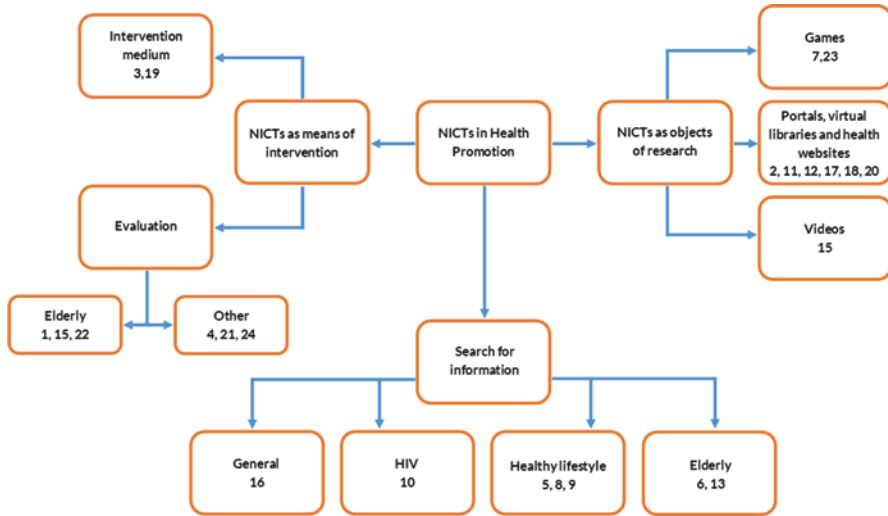 Intervention
medium
3,19
Games
7,23
NICTs as means of
intervention
NICTs in Health
Promotion
NICTs as objects
of research
Portals, virtual
libraries and health
websites
2, 11, 12, 17, 18, 20
Evaluation
Videos
15
Elderly
1, 15, 22
Other
4, 21, 24
Search for
information
General
16
HIV
10
Healthy lifestyle
5, 8, 9
Elderly
6, 13